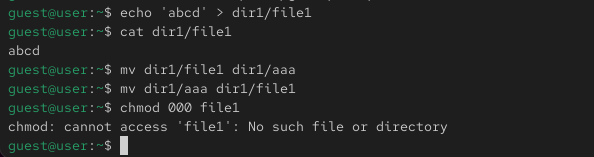 guest@user:~$ echo 'abcd' > dir1/file1
guest@user:~$ cat dir1/file1
abcd
guest@user:~$ mv dir1/file1 dir1/aaa
guest@user:~$ mv dir1/aaa dir1/file1
guest@user:~$ chmod 000 file1
chmod: cannot access 'file1': No such file or directory
guest@user:~$